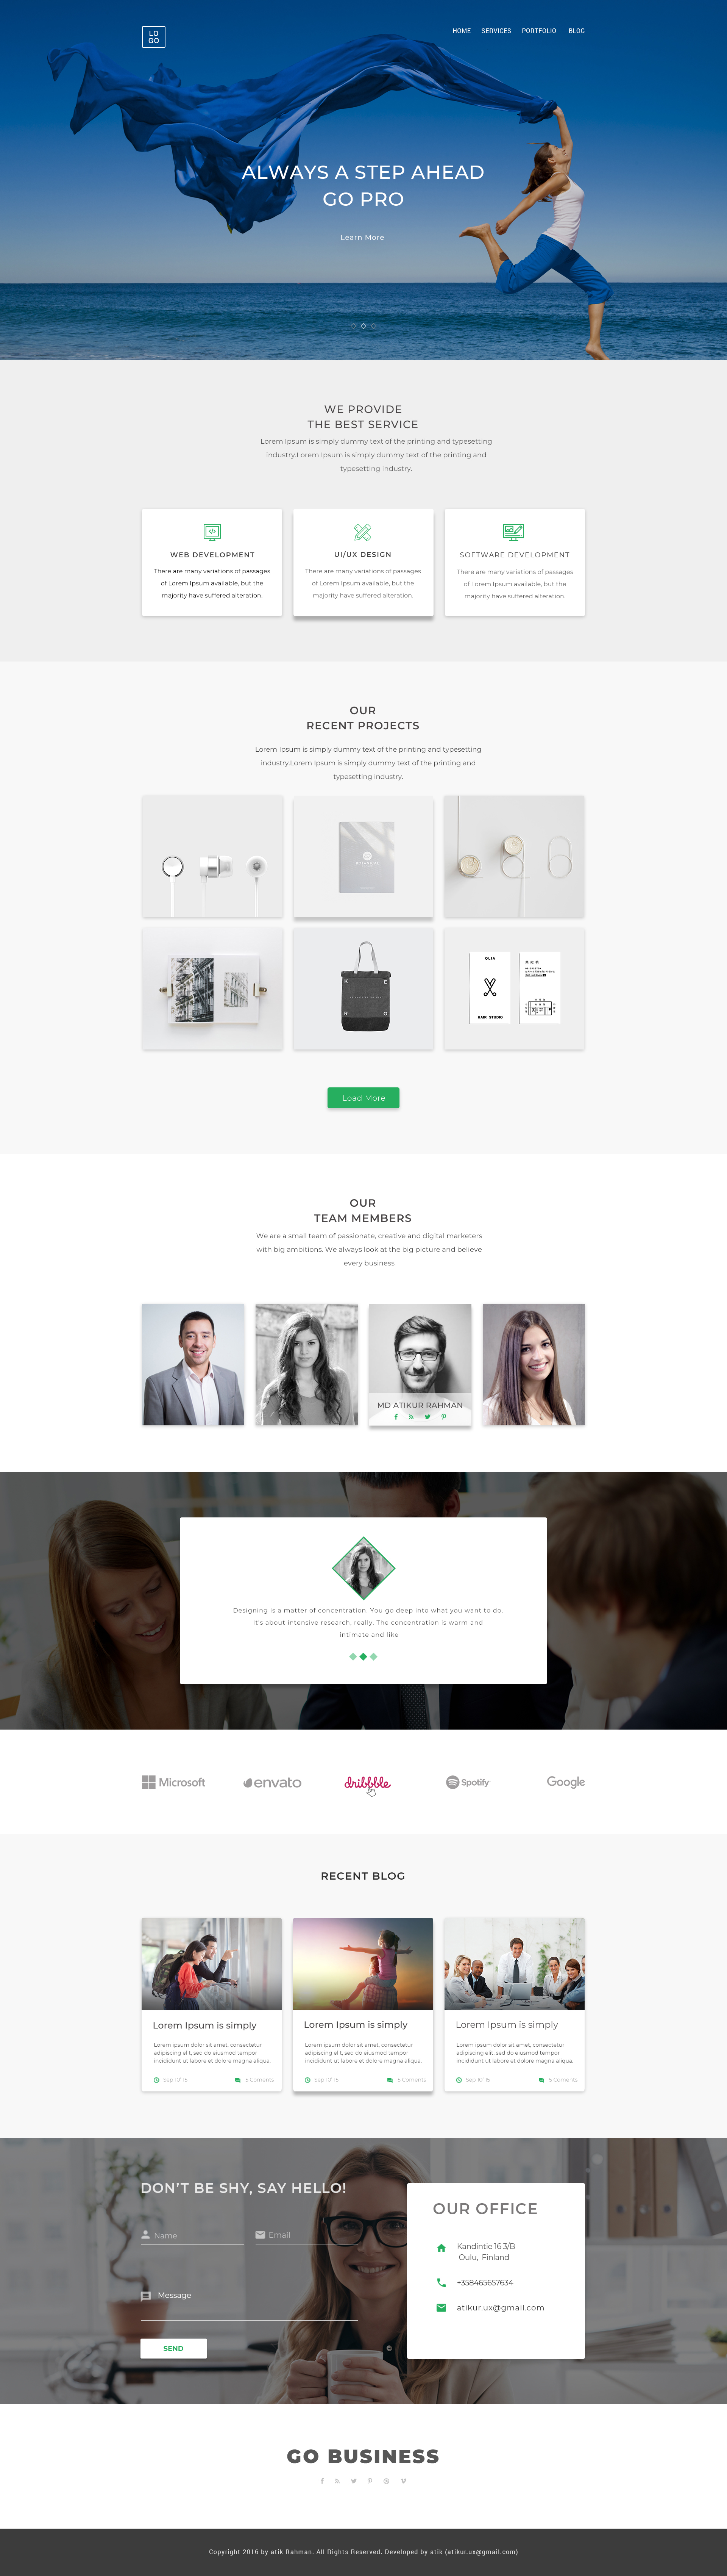 LO
GO
HOME SERVICES PORTFOLIO BLOG
ALWAYS A STEP AHEAD
GO PRO
Learn More
WE PROVIDE
THE BEST SERVICE
Lorem Ipsum is simply dummy text of the printing and typesetting
industry.Lorem Ipsum is simply dummy text of the printing and
typesetting industry.
WEB DEVELOPMENT
There are many variations of passages
of Lorem Ipsum available, but the
majority have suffered alteration.
UI/UX DESIGN
There are many variations of passages
of Lorem Ipsum available, but the
majority have suffered alteration.
SOFTWARE DEVELOPMENT
There are many variations of passages
of Lorem Ipsum available, but the
majority have suffered alteration.
OUR
RECENT PROJECTS
Lorem Ipsum is simply dummy text of the printing and typesetting
industry.Lorem Ipsum is simply dummy text of the printing and
typesetting industry.
K E
R O
OLIA
HAIR STUDIO
Load More
OUR
TEAM MEMBERS
We are a small team of passionate, creative and digital marketers
with big ambitions. We always look at the big picture and believe
every business
MD ATIKUR RAHMAN
Designing is a matter of concentration. You go deep into what you want to do.
It's about intensive research, really. The concentration is warm and
intimate and like
Microsoft
envato
dribbble
Spotify
Google
RECENT BLOG
Lorem Ipsum is simply
Lorem ipsum dolor sit amet, consectetur
adipiscing elit, sed do eiusmod tempor
incididunt ut labore et dolore magna aliqua.
Sep 10' 15 5 Coments
Lorem Ipsum is simply
Lorem ipsum dolor sit amet, consectetur
adipiscing elit, sed do eiusmod tempor
incididunt ut labore et dolore magna aliqua.
Sep 10' 15 5 Coments
Lorem Ipsum is simply
Lorem ipsum dolor sit amet, consectetur
adipiscing elit, sed do eiusmod tempor
incididunt ut labore et dolore magna aliqua.
Sep 10' 15 5 Coments
DON'T BE SHY, SAY HELLO!
Name
Email
Message
SEND
OUR OFFICE
Kandintie 16 3/B
Oulu, Finland
+358465657634
atikur.ux@gmail.com
GO BUSINESS
Copyright 2016 by atik Rahman. All Rights Reserved. Developed by atik (atikur.ux@gmail.com)